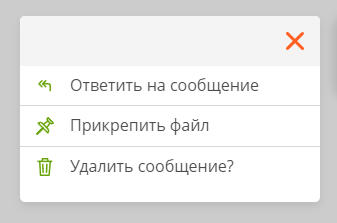 Ответить на сообщение
Прикрепить файл
Удалить сообщение?